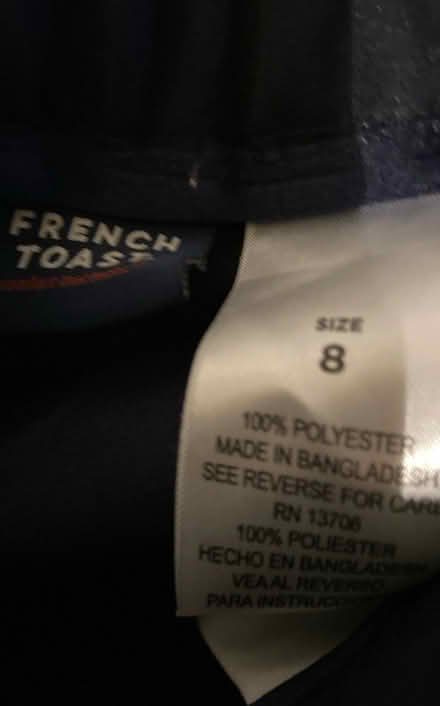 FRENCH
TOAST
SIZE
8
100% POLYESTER
MADE IN BANGLADESH
SEE REVERSE FOR CARE
RN 13706
100% POLIESTER
HECHO EN BANGLADESH
VEA AL REVERSO
PARA